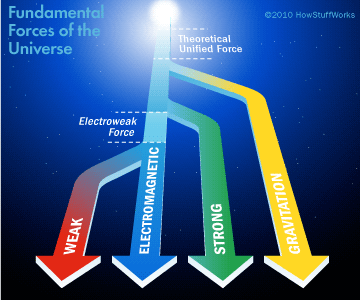 Fundamental
Forces of the
Universe
©2010 HowStuffWorks
Theoretical
Unified Force
Electroweak
Force
WEAK
ELECTROMAGNETIC
STRONG
GRAVITATION